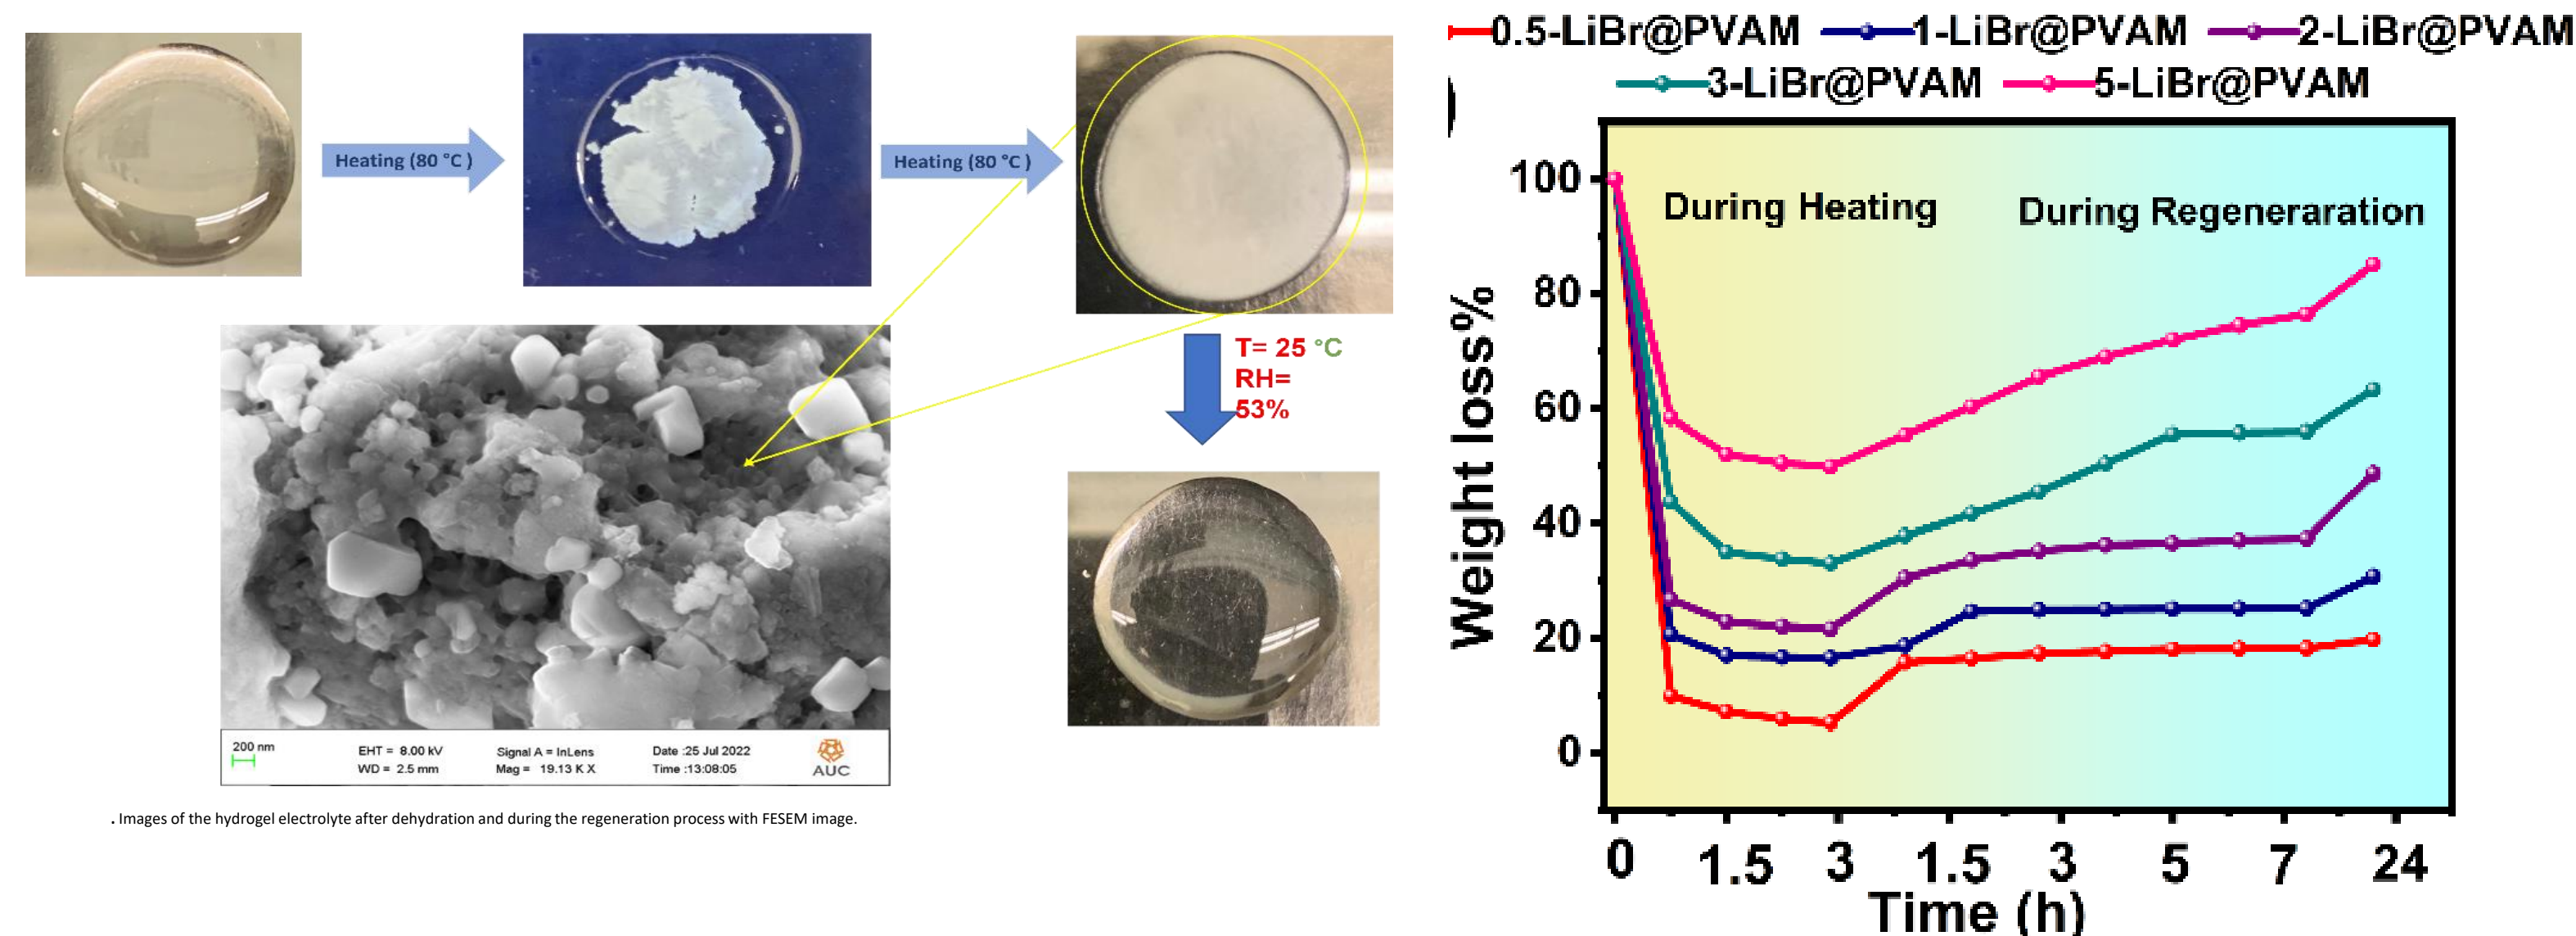 Heating (80 °C )
Heating (80 °C )
T= 25 °C
RH=
53%
200 nm
EHT = 8.00 kV
Signal A = InLens
Date :25 Jul 2022
WD = 2.5 mm
Mag = 19.13 K X
Time :13:08:05
AUC
. Images of the hydrogel electrolyte after dehydration and during the regeneration process with FESEM image.
0.5-LiBr@PVAM 1-LiBr@PVAM 2-LiBr@PVAM
3-LiBr@PVAM 5-LiBr@PVAM
)
During Heating
During Regeneraration
Weight loss%
100
80
60
40
20
0
0 1.5 3 1.5 3 5 7 24
Time (h)